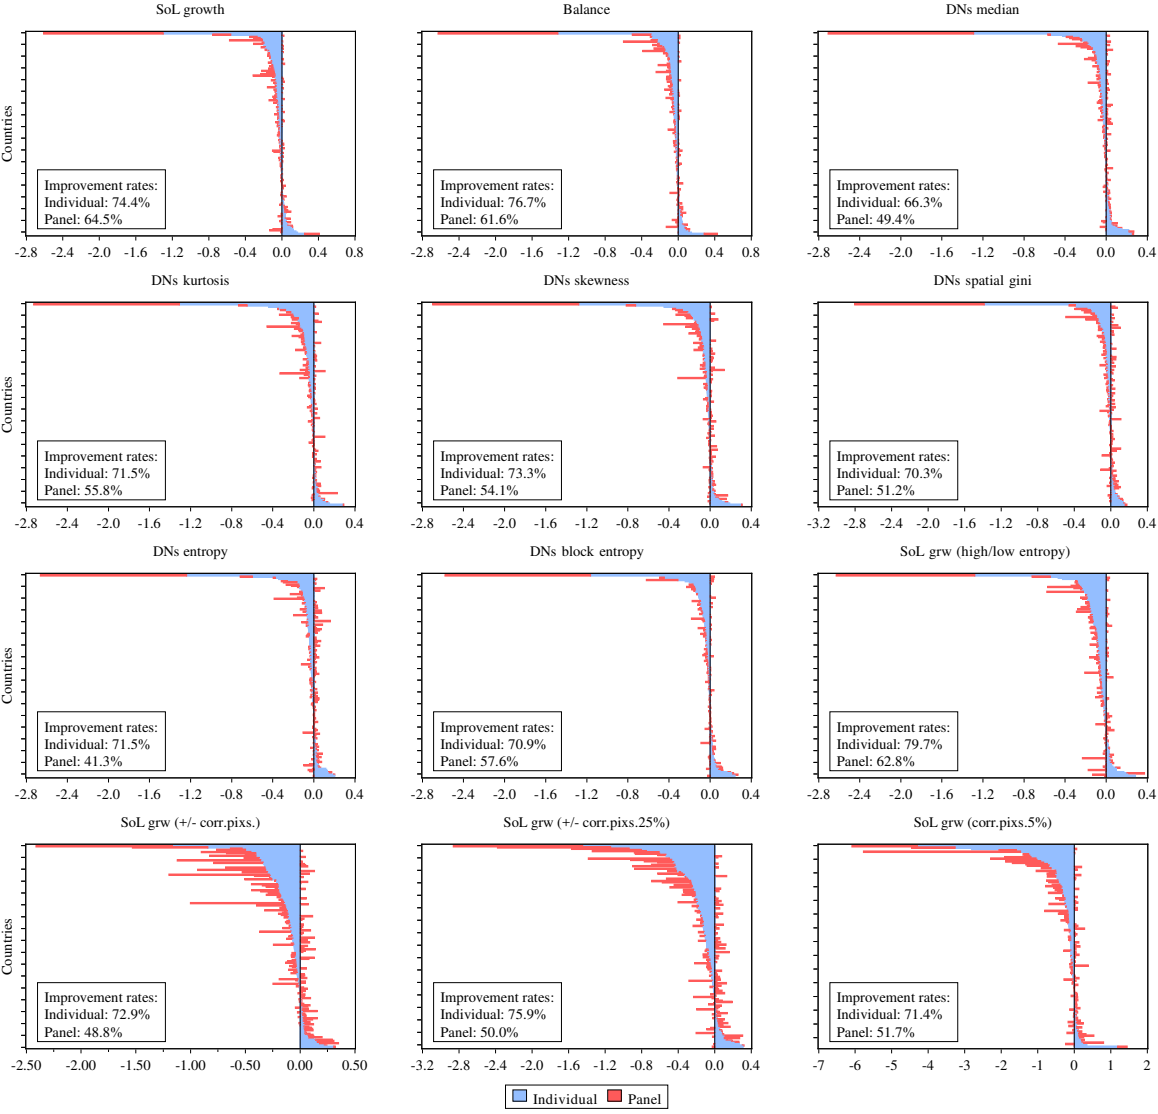 SoL growth
Balance
DNs median
Countries
Improvement rates:
Individual: 74.4%
Panel: 64.5%
Improvement rates:
Individual: 76.7%
Panel: 61.6%
Improvement rates:
Individual: 66.3%
Panel: 49.4%
-2.8 -2.4 -2.0 -1.6 -1.2 -0.8 -0.4 0.0 0.4 0.8
-2.8 -2.4 -2.0 -1.6 -1.2 -0.8 -0.4 0.0 0.4 0.8
-2.8 -2.4 -2.0 -1.6 -1.2 -0.8 -0.4 0.0 0.4
DNs kurtosis
DNs skewness
DNs spatial gini
Countries
Improvement rates:
Individual: 71.5%
Panel: 55.8%
Improvement rates:
Individual: 73.3%
Panel: 54.1%
Improvement rates:
Individual: 70.3%
Panel: 51.2%
-2.8 -2.4 -2.0 -1.6 -1.2 -0.8 -0.4 0.0 0.4
-2.8 -2.4 -2.0 -1.6 -1.2 -0.8 -0.4 0.0 0.4
-3.2 -2.8 -2.4 -2.0 -1.6 -1.2 -0.8 -0.4 0.0 0.4
DNs entropy
DNs block entropy
SoL grw (high/low entropy)
Countries
Improvement rates:
Individual: 71.5%
Panel: 41.3%
Improvement rates:
Individual: 70.9%
Panel: 57.6%
Improvement rates:
Individual: 79.7%
Panel: 62.8%
-2.8 -2.4 -2.0 -1.6 -1.2 -0.8 -0.4 0.0 0.4
-2.8 -2.4 -2.0 -1.6 -1.2 -0.8 -0.4 0.0 0.4
-2.8 -2.4 -2.0 -1.6 -1.2 -0.8 -0.4 0.0 0.4
SoL grw (+/- corr.pixs.)
SoL grw (+/- corr.pixs.25%)
SoL grw (corr.pixs.5%)
Countries
Improvement rates:
Individual: 72.9%
Panel: 48.8%
Improvement rates:
Individual: 75.9%
Panel: 50.0%
Improvement rates:
Individual: 71.4%
Panel: 51.7%
-2.50 -2.00 -1.50 -1.00 -0.50 0.00 0.50
-3.2 -2.8 -2.4 -2.0 -1.6 -1.2 -0.8 -0.4 0.0 0.4
-7 -6 -5 -4 -3 -2 -1 0 1 2
Individual Panel